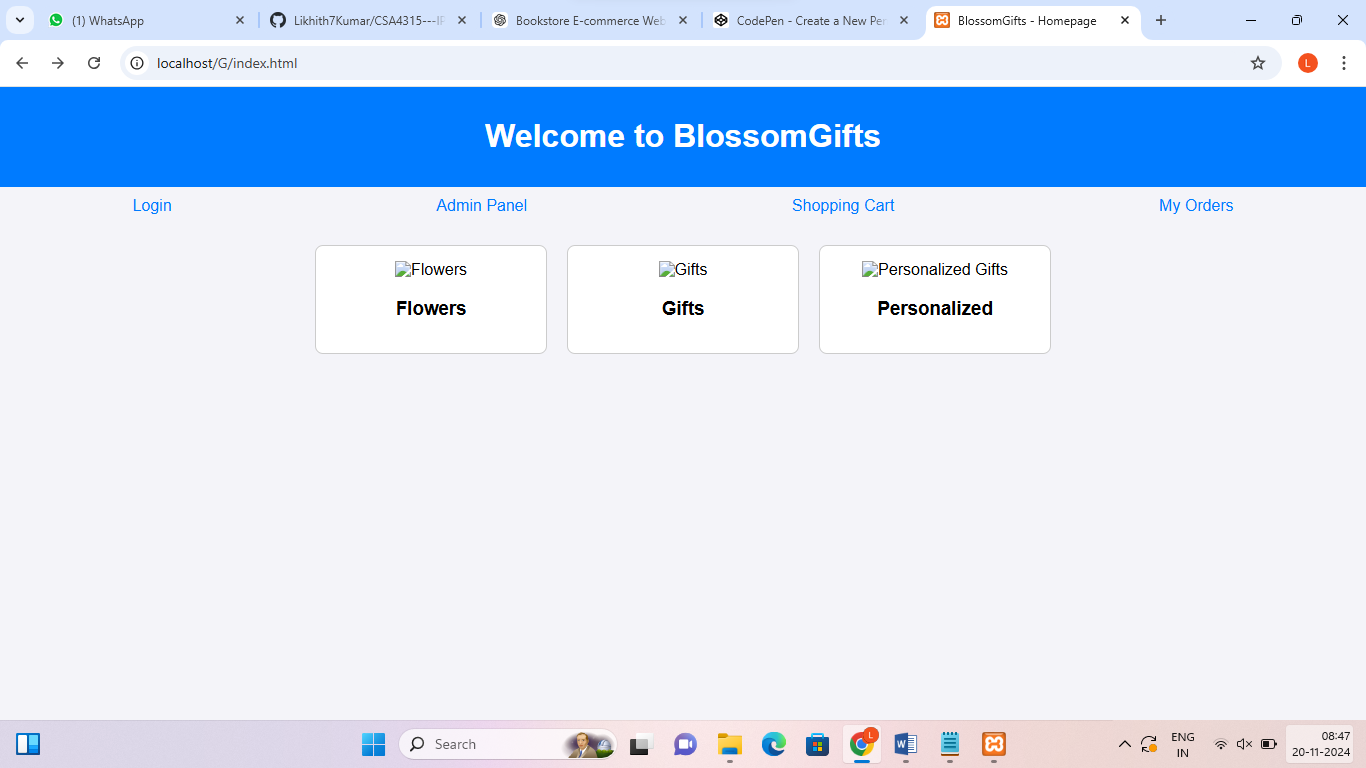 (1) WhatsApp
Likhith7Kumar/CSA4315---IP
Bookstore E-commerce Web
CodePen - Create a New Pen
BlossomGifts - Homepage
localhost/G/index.html
L
Welcome to BlossomGifts
Login Admin Panel Shopping Cart My Orders
Flowers Gifts Personalized Gifts
Flowers Gifts Personalized
Search
L
ENG
IN
08:47
20-11-2024